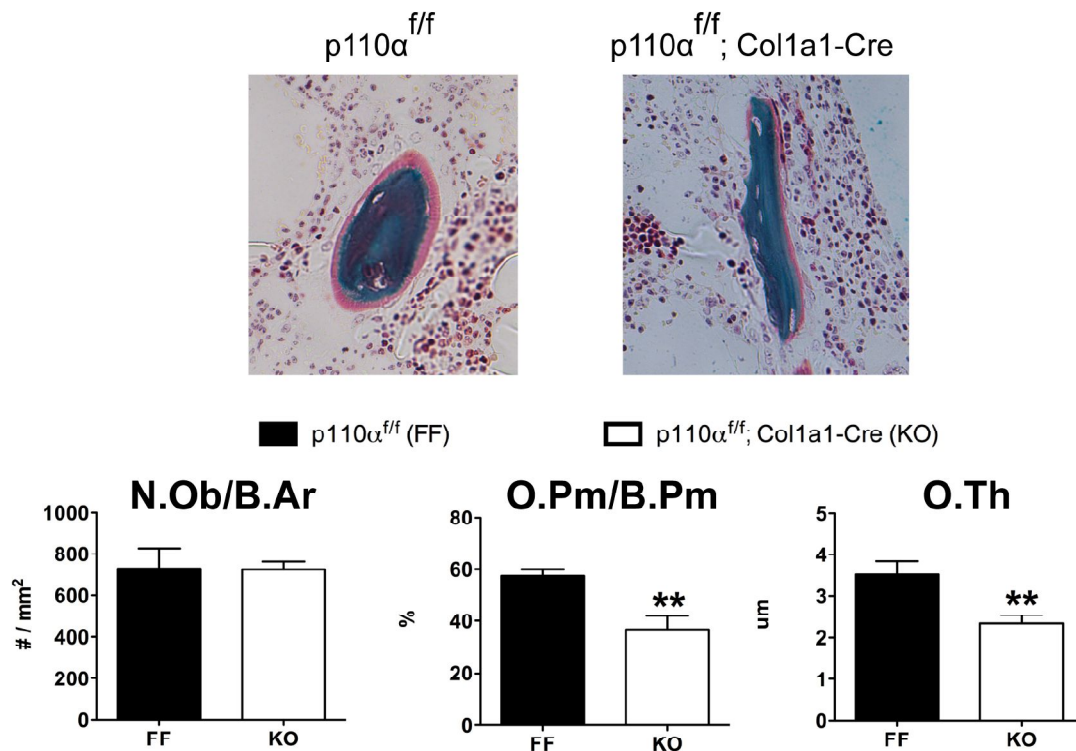 p110α^f/f
p110α^f/f; Col1a1-Cre
p110α^f/f (FF)
p110α^f/f; Col1a1-Cre (KO)
N.Ob/B.Ar
# / mm²
1000
800
600
400
200
0
FF
KO
O.Pm/B.Pm
%
80
60
40
20
0
**
FF
KO
O.Th
um
5
4
3
2
1
0
**
FF
KO